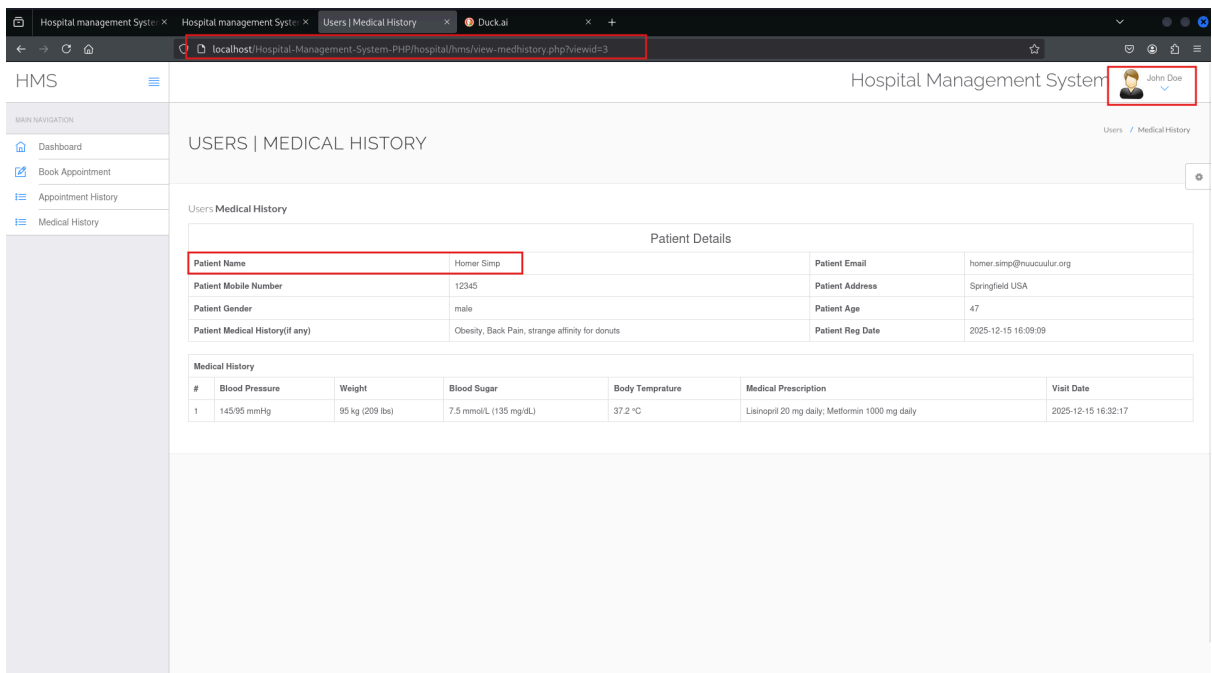 Hospital management System
Hospital management System
Users | Medical History
Duck.ai
localhost/Hospital-Management-System-PHP/hospital/hms/view-medhistory.php?viewid=3
HMS
Hospital Management System
John Doe
MAIN NAVIGATION
Dashboard
Book Appointment
Appointment History
Medical History
USERS | MEDICAL HISTORY
Users / Medical History
Users Medical History
Patient Details
Patient Name Homer Simp Patient Email homer.simp@nuucuulur.org
Patient Mobile Number 12345 Patient Address Springfield USA
Patient Gender male Patient Age 47
Patient Medical History(if any) Obesity, Back Pain, strange affinity for donuts Patient Reg Date 2025-12-15 16:09:09
Medical History
# Blood Pressure Weight Blood Sugar Body Temprature Medical Prescription Visit Date
1 145/95 mmHg 95 kg (209 lbs) 7.5 mmol/L (135 mg/dL) 37.2 °C Lisinopril 20 mg daily; Metformin 1000 mg daily 2025-12-15 16:32:17